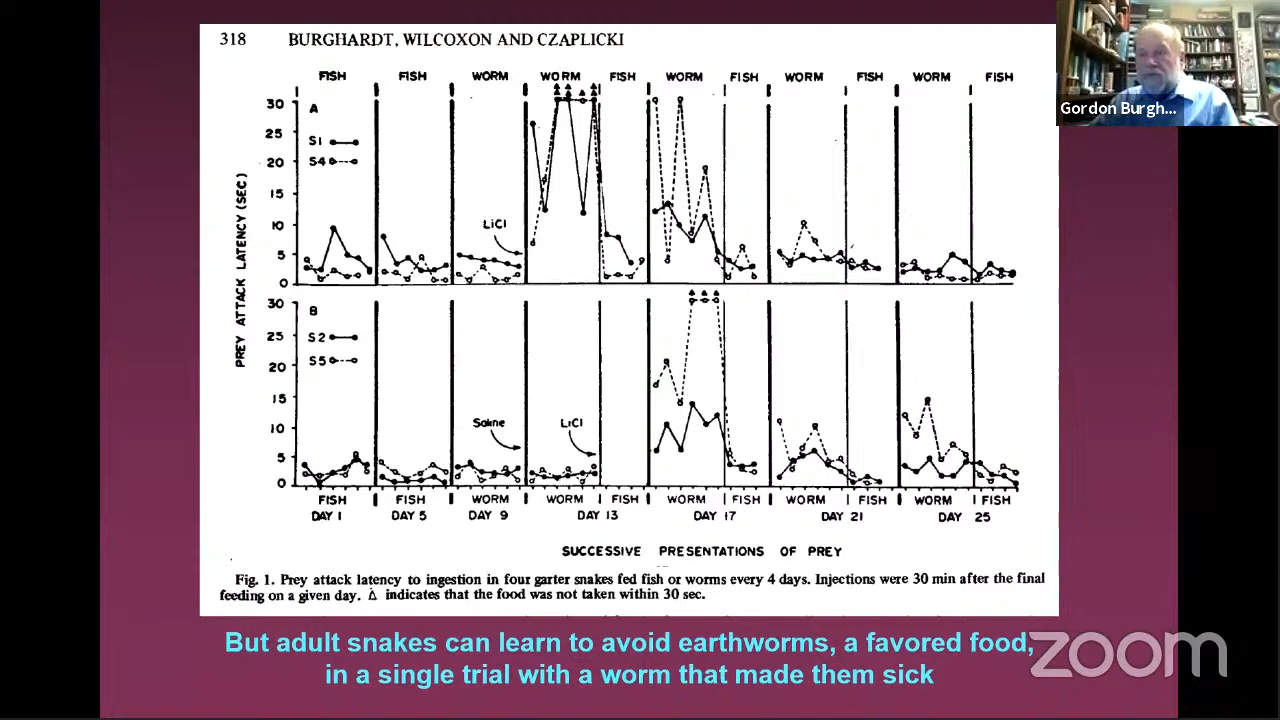 318 BURGHARDT, WILCOXON AND CZAPLICKI
FISH FISH WORM WORM FISH WORM FISH WORM FISH WORM FISH
Gordon Burgh...
PREY ATTACK LATENCY (SEC)
30
25
20
15
10
5
0
A
S1
S4
LiCl
30
25
20
15
10
5
0
B
S2
S5
Saline
LiCl
FISH FISH WORM WORM FISH WORM FISH WORM FISH WORM FISH
DAY 1 DAY 5 DAY 9 DAY 13 DAY 17 DAY 21 DAY 25
SUCCESSIVE PRESENTATIONS OF PREY
Fig. 1. Prey attack latency to ingestion in four garter snakes fed fish or worms every 4 days. Injections were 30 min after the final
feeding on a given day. Δ indicates that the food was not taken within 30 sec.
But adult snakes can learn to avoid earthworms, a favored food,
in a single trial with a worm that made them sick
zoom